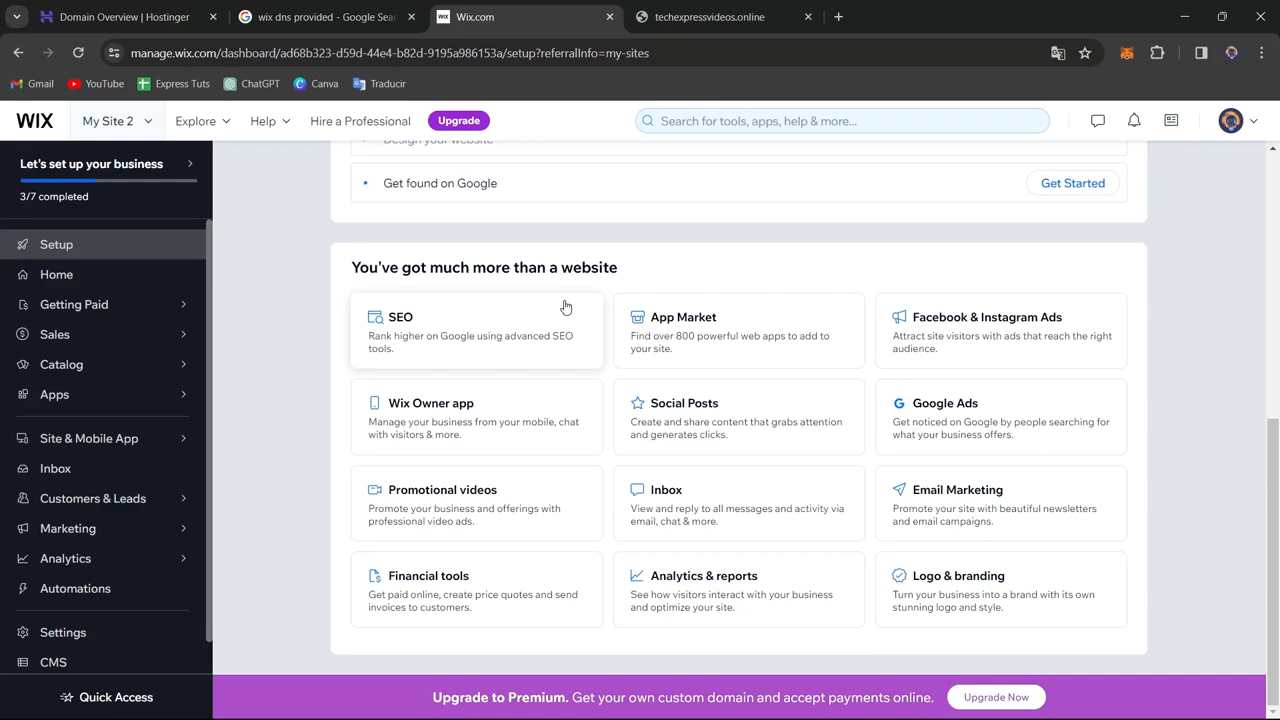 Domain Overview | Hostinger
wix dns provided - Google Sear
WIX Wix.com
techexpressvideos.online
manage.wix.com/dashboard/ad68b323-d59d-44e4-b82d-9195a986153a/setup?referralInfo=my-sites
Gmail
YouTube
Express Tuts
ChatGPT
Canva
Traducir
WIX
My Site 2
Explore
Help
Hire a Professional
Upgrade
Search for tools, apps, help & more...
Let's set up your business
3/7 completed
Setup
Home
Getting Paid
Sales
Catalog
Apps
Site & Mobile App
Inbox
Customers & Leads
Marketing
Analytics
Automations
Settings
CMS
Quick Access
Design your website
Get found on Google
Get Started
You've got much more than a website
SEO
Rank higher on Google using advanced SEO
tools.
App Market
Find over 800 powerful web apps to add to
your site.
Facebook & Instagram Ads
Attract site visitors with ads that reach the right
audience.
Wix Owner app
Manage your business from your mobile, chat
with visitors & more.
Social Posts
Create and share content that grabs attention
and generates clicks.
Google Ads
Get noticed on Google by people searching for
what your business offers.
Promotional videos
Promote your business and offerings with
professional video ads.
Inbox
View and reply to all messages and activity via
email, chat & more.
Email Marketing
Promote your site with beautiful newsletters
and email campaigns.
Financial tools
Get paid online, create price quotes and send
invoices to customers.
Analytics & reports
See how visitors interact with your business
and optimize your site.
Logo & branding
Turn your business into a brand with its own
stunning logo and style.
Upgrade to Premium. Get your own custom domain and accept payments online.
Upgrade Now